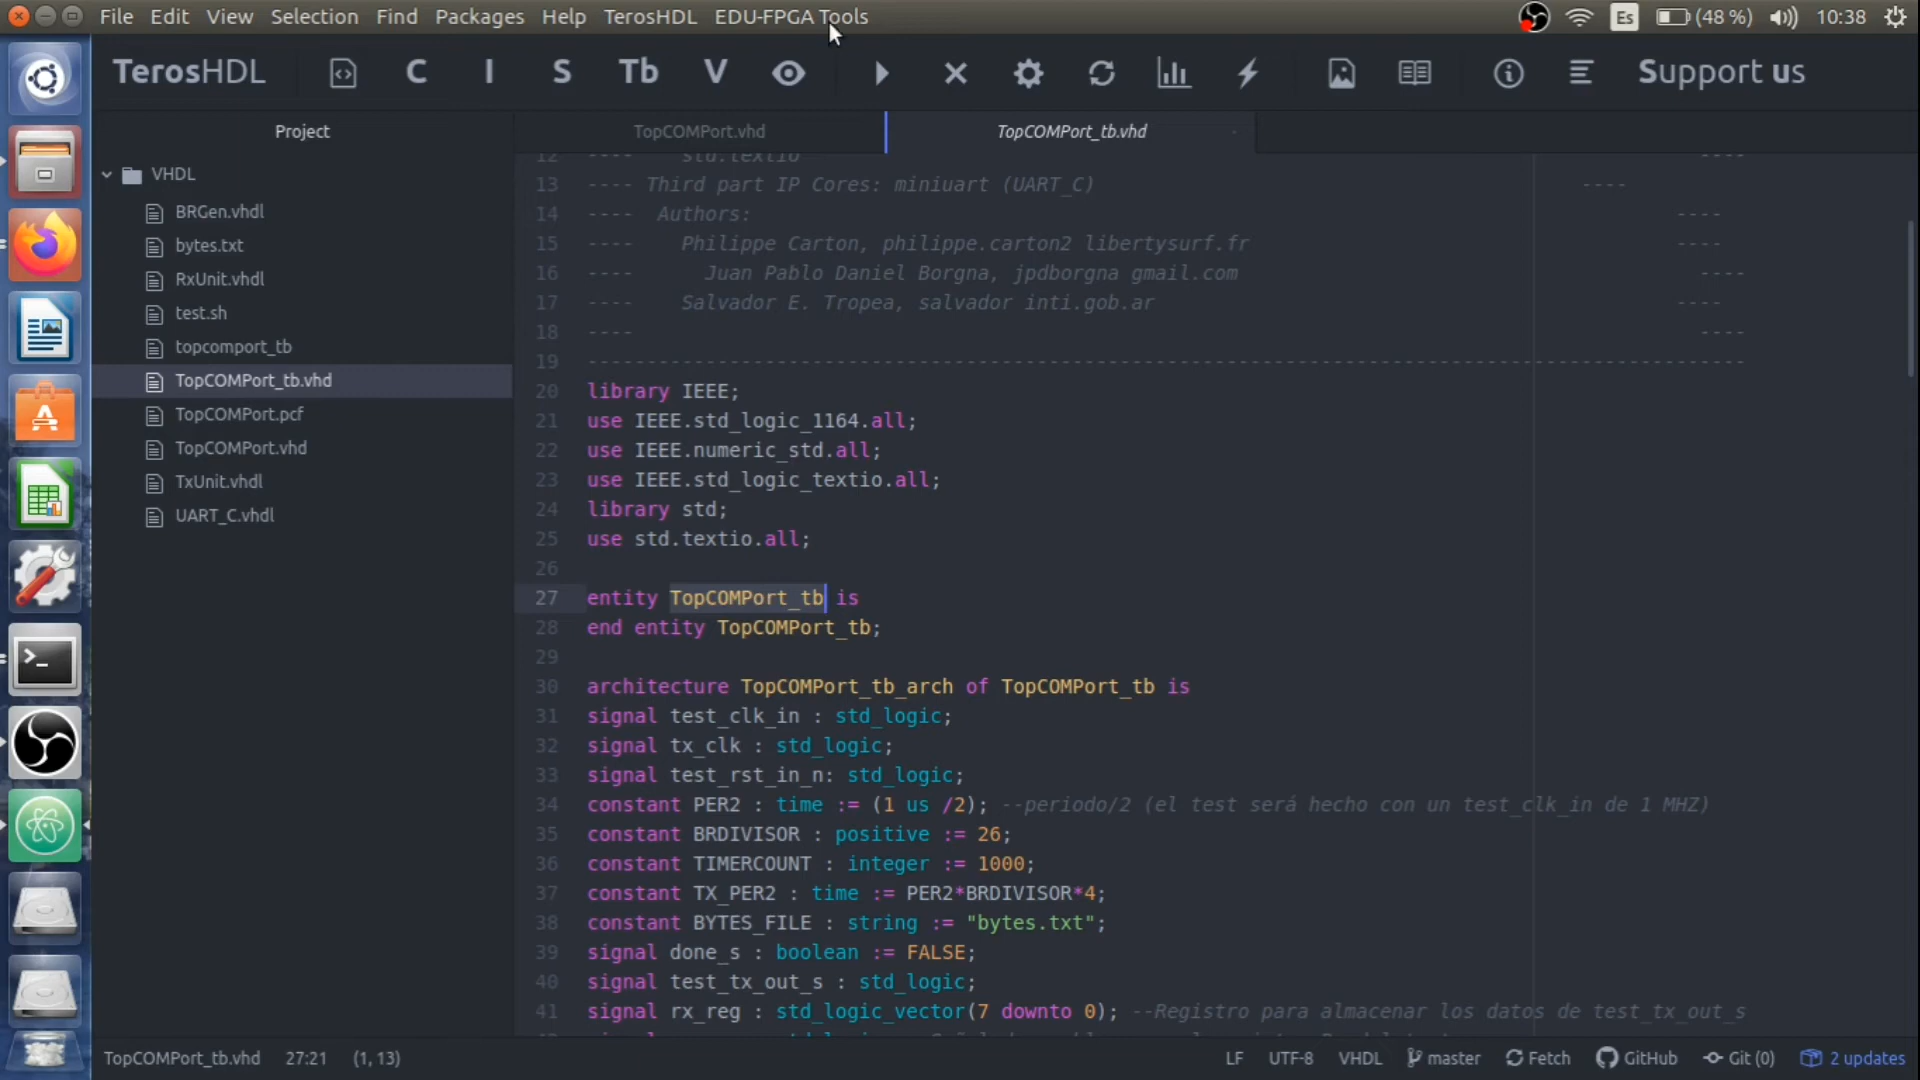 File Edit View Selection Find Packages Help TerosHDL EDU-FPGA Tools
Es (48 %) 10:38
TerosHDL C I S Tb V Support us
Project
TopCOMPort.vhd
TopCOMPort_tb.vhd
VHDL
BRGen.vhdl
bytes.txt
RxUnit.vhdl
test.sh
topcomport_tb
TopCOMPort_tb.vhd
TopCOMPort.pcf
TopCOMPort.vhd
TxUnit.vhdl
UART_C.vhdl
12 ---- std.textio ----
13 ---- Third part IP Cores: miniuart (UART_C) ----
14 ---- Authors: ----
15 ---- Philippe Carton, philippe.carton2 libertysurf.fr ----
16 ---- Juan Pablo Daniel Borgna, jpdborgna gmail.com ----
17 ---- Salvador E. Tropea, salvador inti.gob.ar ----
18 ---- ----
19 --------------------------------------------------------------------------------------------------
20 library IEEE;
21 use IEEE.std_logic_1164.all;
22 use IEEE.numeric_std.all;
23 use IEEE.std_logic_textio.all;
24 library std;
25 use std.textio.all;
26
27 entity TopCOMPort_tb is
28 end entity TopCOMPort_tb;
29
30 architecture TopCOMPort_tb_arch of TopCOMPort_tb is
31 signal test_clk_in : std_logic;
32 signal tx_clk : std_logic;
33 signal test_rst_in_n: std_logic;
34 constant PER2 : time := (1 us /2); --periodo/2 (el test será hecho con un test_clk_in de 1 MHZ)
35 constant BRDIVISOR : positive := 26;
36 constant TIMERCOUNT : integer := 1000;
37 constant TX_PER2 : time := PER2*BRDIVISOR*4;
38 constant BYTES_FILE : string := "bytes.txt";
39 signal done_s : boolean := FALSE;
40 signal test_tx_out_s : std_logic;
41 signal rx_reg : std_logic_vector(7 downto 0); --Registro para almacenar los datos de test_tx_out_s
TopCOMPort_tb.vhd 27:21 (1, 13) LF UTF-8 VHDL master Fetch GitHub Git (0) 2 updates